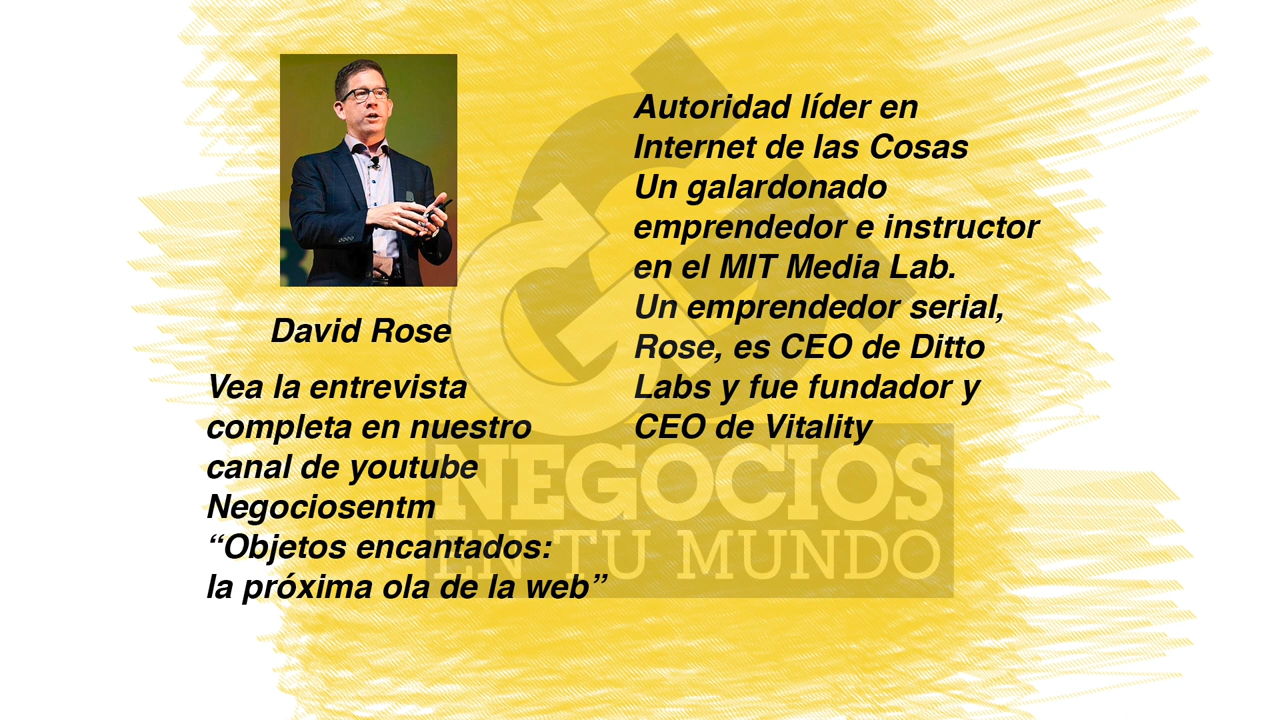 David Rose
Vea la entrevista
completa en nuestro
canal de youtube
Negociosentm
“Objetos encantados:
la próxima ola de la web”
Autoridad líder en
Internet de las Cosas
Un galardonado
emprendedor e instructor
en el MIT Media Lab.
Un emprendedor serial,
Rose, es CEO de Ditto
Labs y fue fundador y
CEO de Vitality
NEGOCIOS
EN TU MUNDO